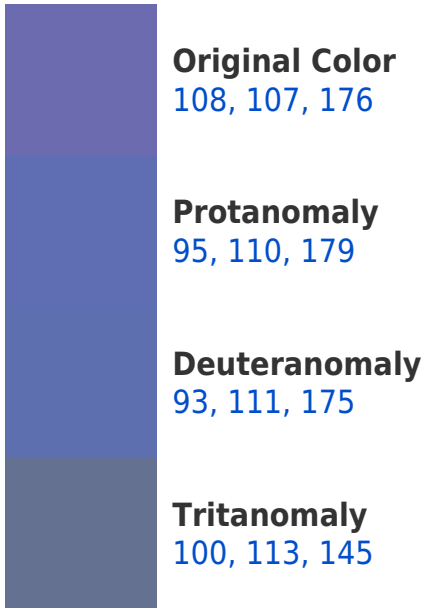 Original Color
108, 107, 176
Protanomaly
95, 110, 179
Deuteranomaly
93, 111, 175
Tritanomaly
100, 113, 145